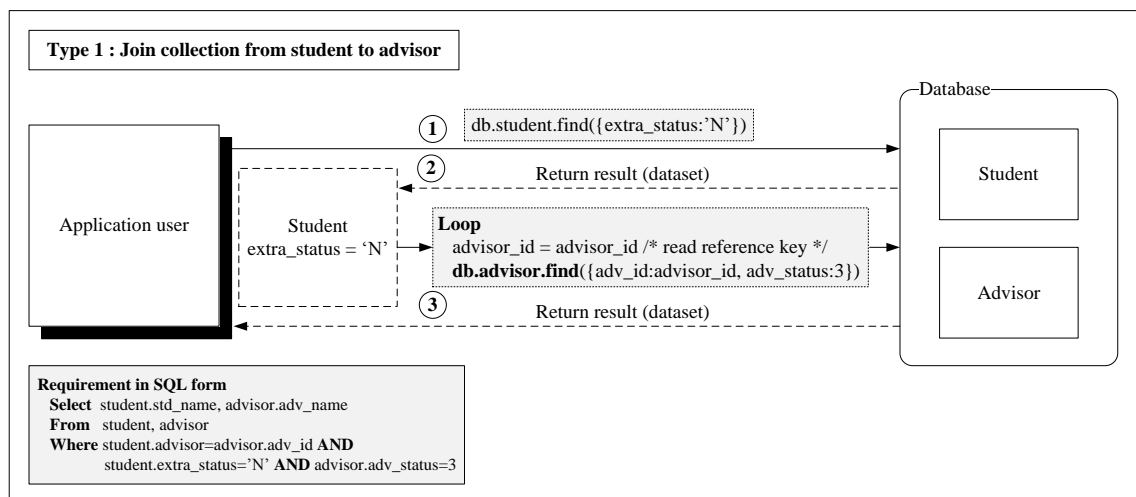 Type 1 : Join collection from student to advisor
Database
1
db.student.find({extra_status:'N'})
2
Return result (dataset)
Student
Application user
Student
extra_status = ‘N’
Loop
advisor_id = advisor_id /* read reference key */
db.advisor.find({adv_id:advisor_id, adv_status:3})
Advisor
3
Return result (dataset)
Requirement in SQL form
Select student.std_name, advisor.adv_name
From student, advisor
Where student.advisor=advisor.adv_id AND
student.extra_status=’N’ AND advisor.adv_status=3